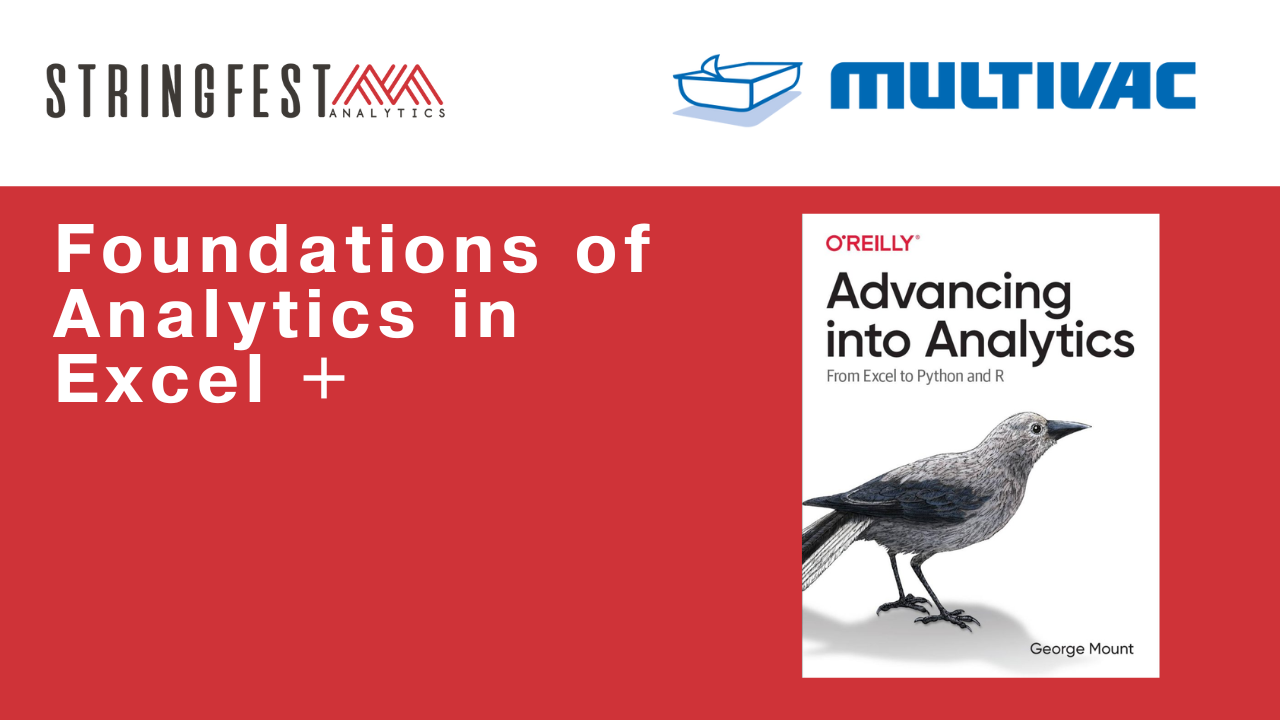 STRINGFEST
ANALYTICS
MULTIVAC
Foundations of
Analytics in
Excel +
O'REILLY®
Advancing
into Analytics
From Excel to Python and R
George Mount